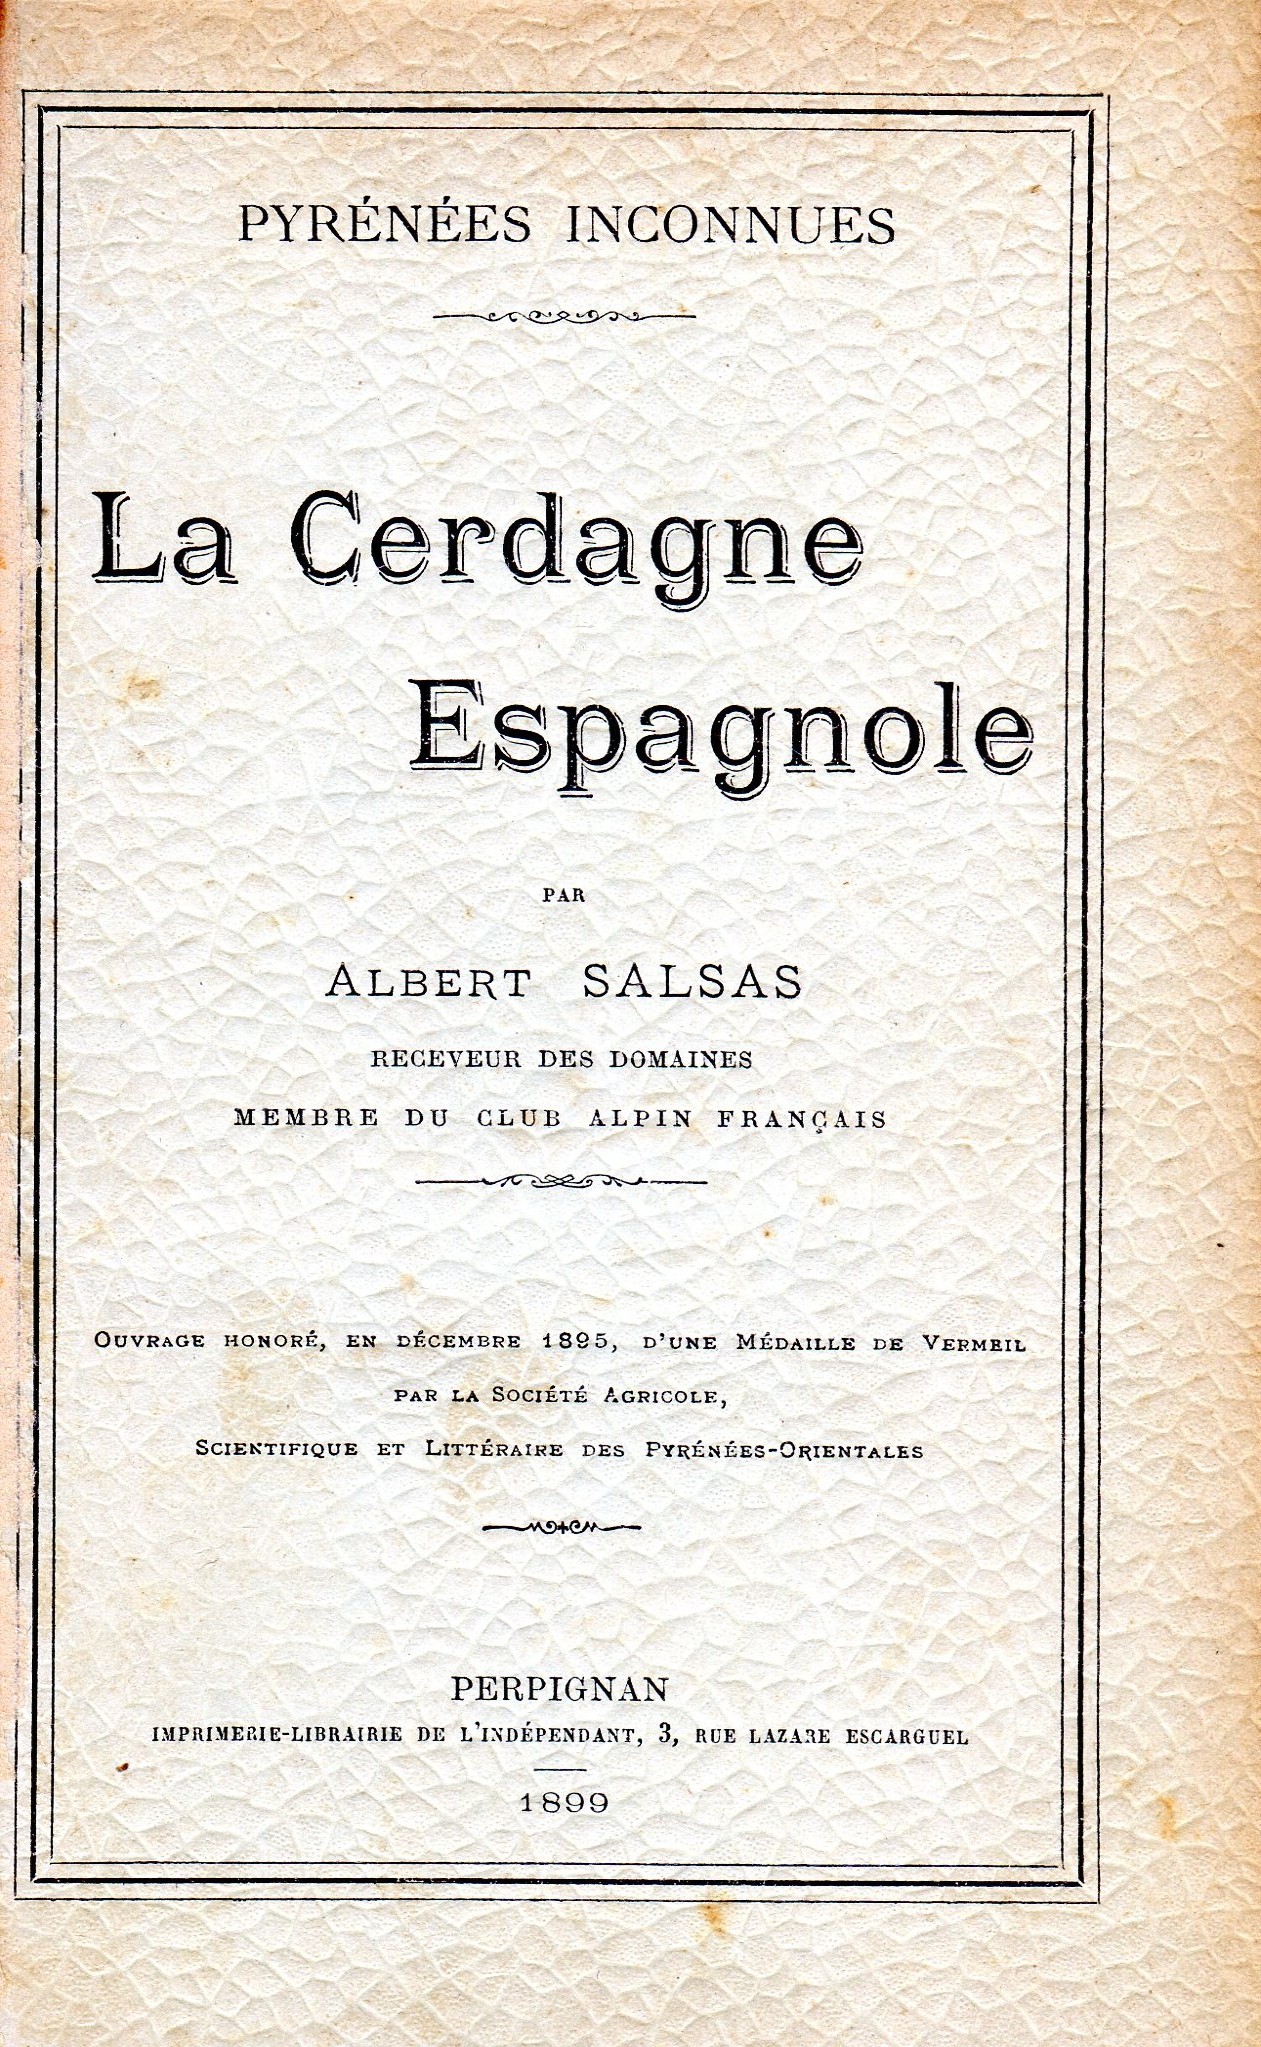 PYRÉNÉES INCONNUES
La Cerdagne
Espagnole
PAR
ALBERT SALSAS
RECEVEUR DES DOMAINES
MEMBRE DU CLUB ALPIN FRANÇAIS
OUVRAGE HONORÉ, EN DÉCEMBRE 1895, D'UNE MÉDAILLE DE VERMEIL
PAR LA SOCIÉTÉ AGRICOLE,
SCIENTIFIQUE ET LITTÉRAIRE DES PYRÉNÉES-ORIENTALES
PERPIGNAN
IMPRIMERIE-LIBRAIRIE DE L'INDÉPENDANT, 3, RUE LAZARE ESCARGUEL
1899